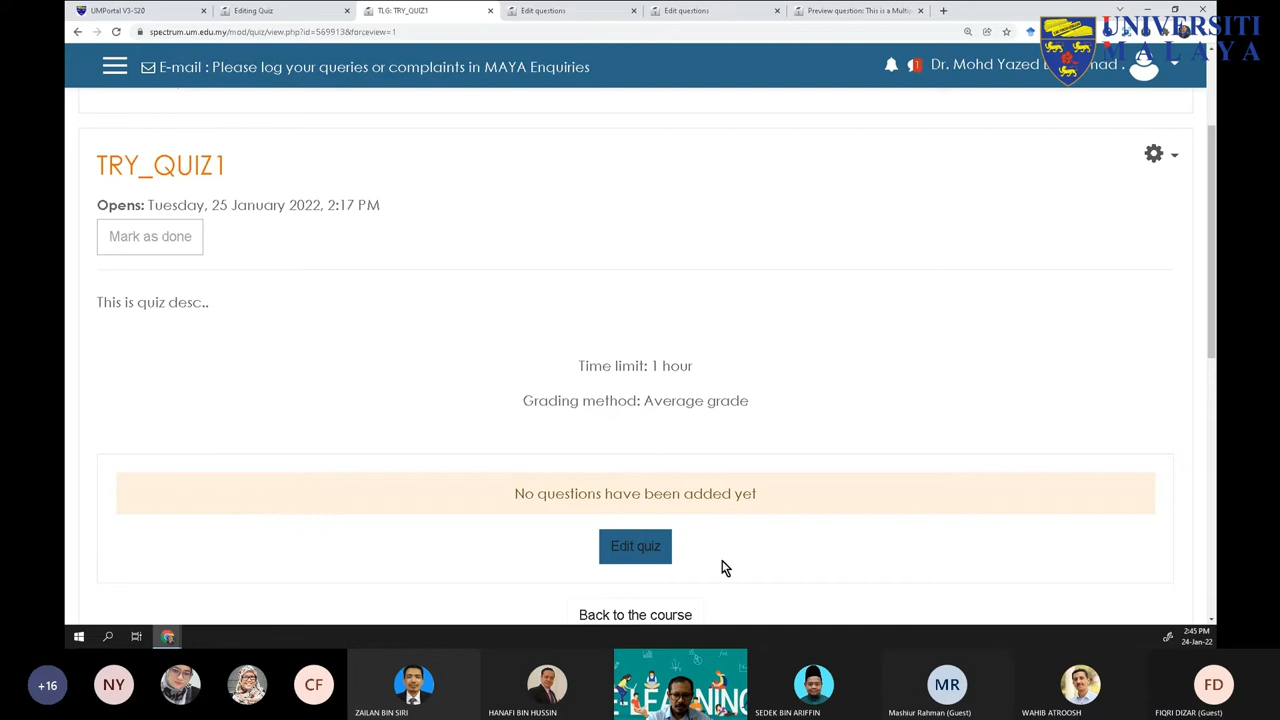 UMPortal V3-S20
Editing Quiz
TLG: TRY_QUIZ1
Edit questions
Edit questions
Preview question: This is a Multip
spectrum.um.edu.my/mod/quiz/view.php?id=569913&forceview=1
UNIVERSITI
MALAYA
E-mail : Please log your queries or complaints in MAYA Enquiries
1
Dr. Mohd Yazed
TRY_QUIZ1
Opens: Tuesday, 25 January 2022, 2:17 PM
Mark as done
This is quiz desc..
Time limit: 1 hour
Grading method: Average grade
No questions have been added yet
Edit quiz
Back to the course
2:45 PM
24-Jan-22
+16
NY
CF
MR
FD
E-LEARNING
ZAILAN BIN SIRI
HANAFI BIN HUSSIN
SEDEK BIN ARIFFIN
Mashiur Rahman (Guest)
WAHIB ATROOSH
FIQRI DIZAR (Guest)